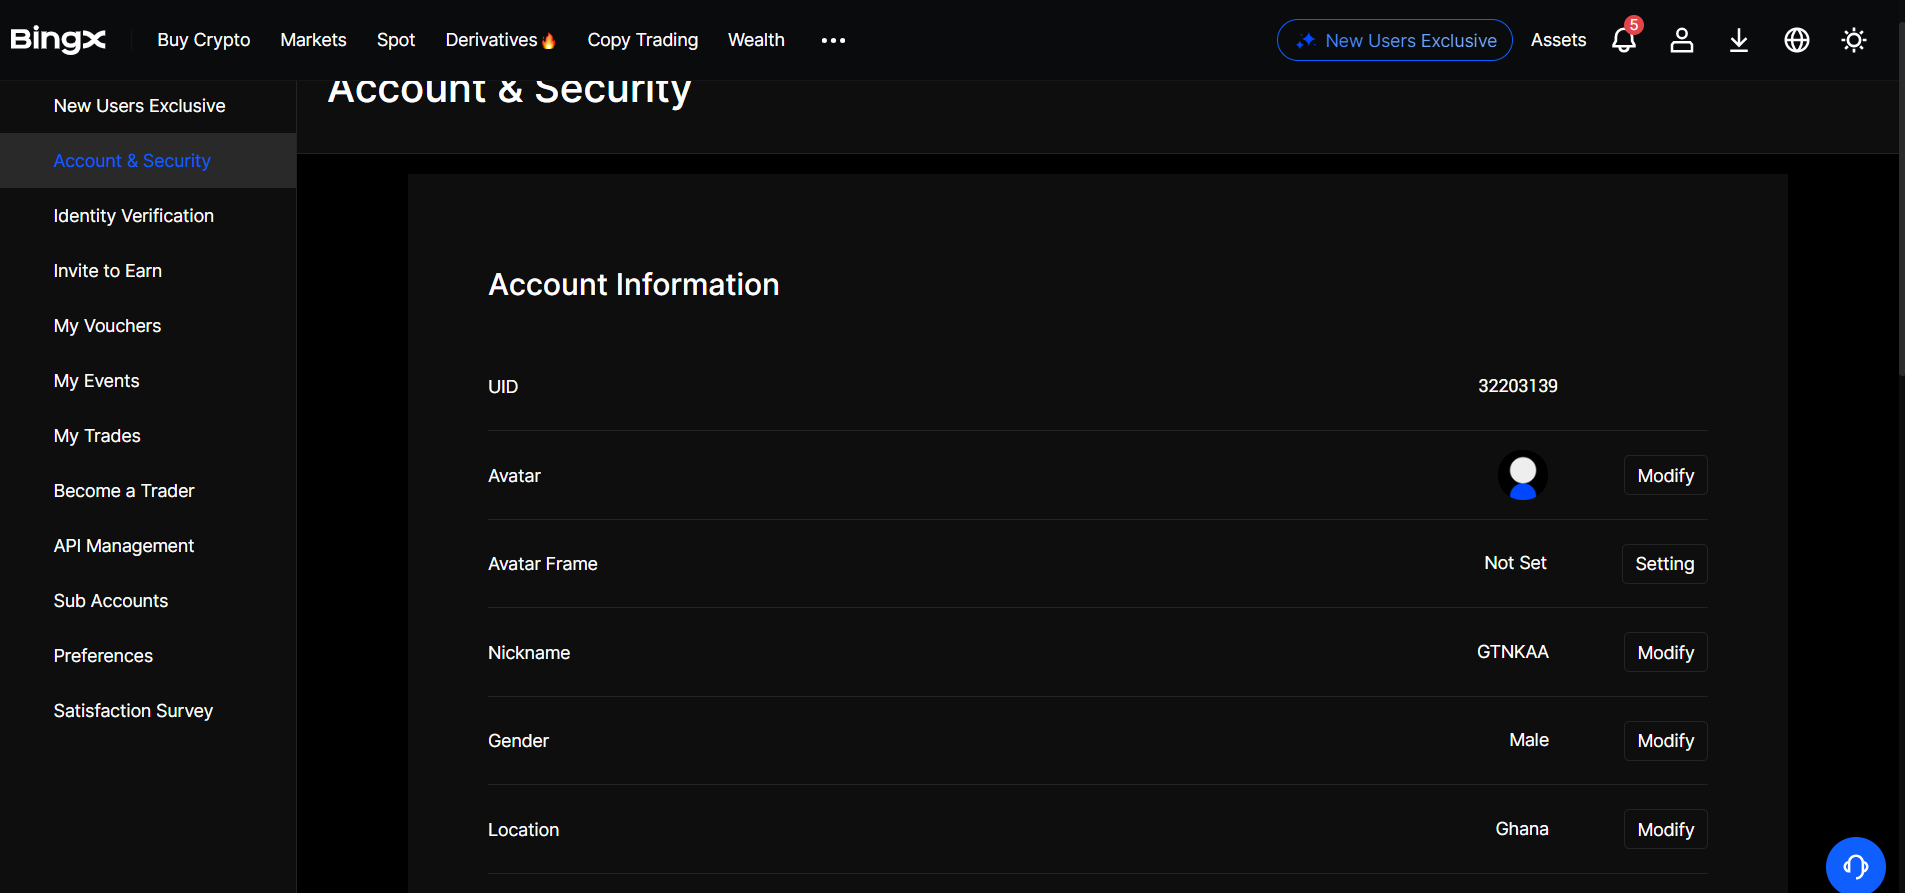 BingX Buy Crypto Markets Spot Derivatives Copy Trading Wealth New Users Exclusive Assets 5
New Users Exclusive
Account & Security
Identity Verification
Invite to Earn
My Vouchers
My Events
My Trades
Become a Trader
API Management
Sub Accounts
Preferences
Satisfaction Survey
Account & Security
Account Information
UID 32203139
Avatar Modify
Avatar Frame Not Set Setting
Nickname GTNKAA Modify
Gender Male Modify
Location Ghana Modify